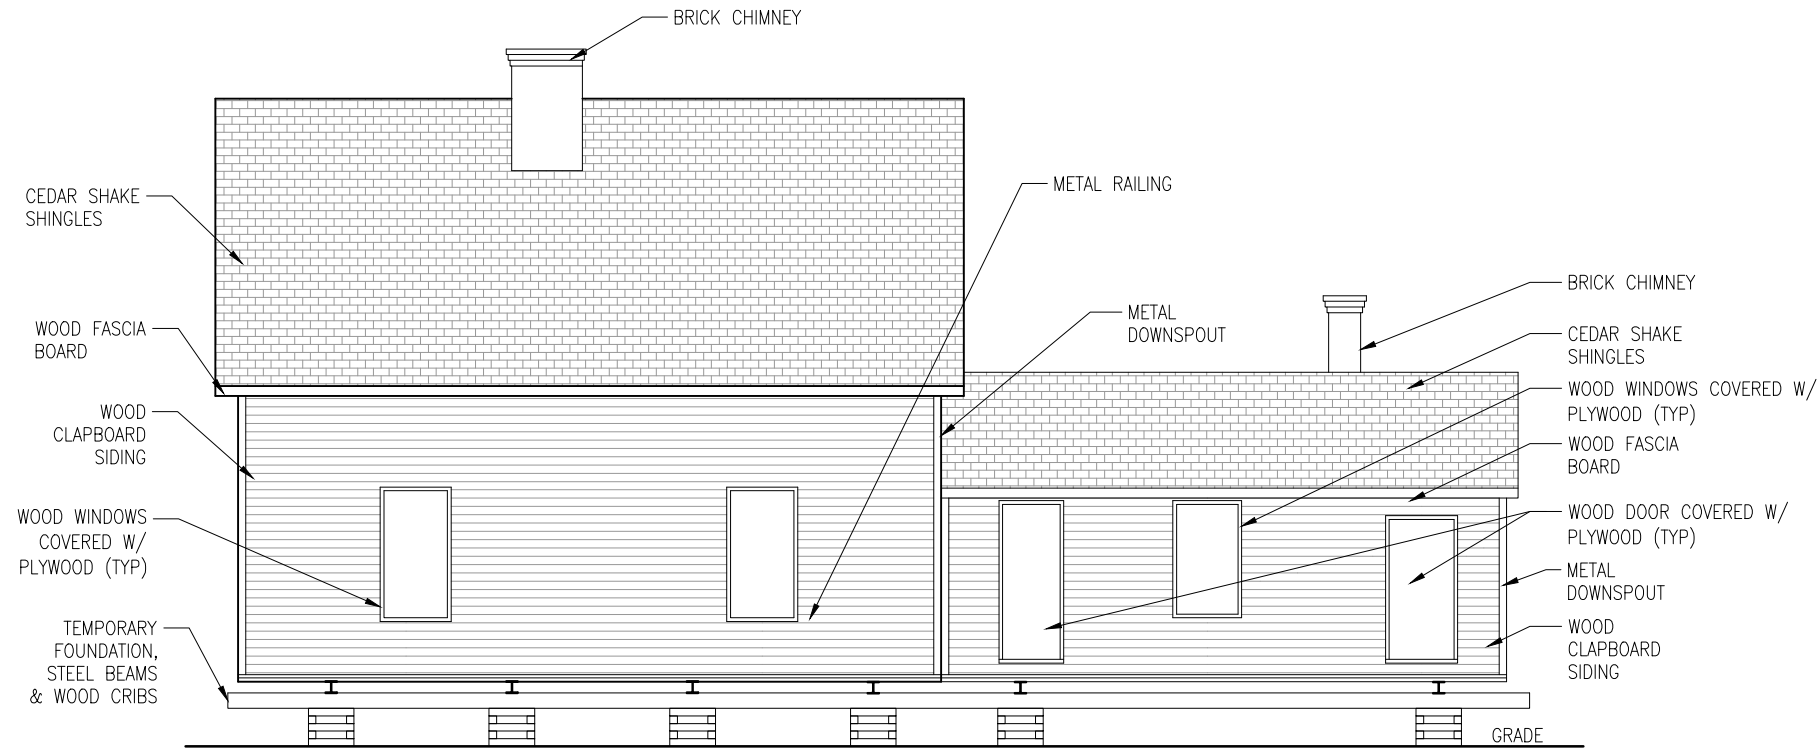 BRICK CHIMNEY
CEDAR SHAKE
SHINGLES
METAL RAILING
WOOD FASCIA
BOARD
METAL
DOWNSPOUT
BRICK CHIMNEY
CEDAR SHAKE
SHINGLES
WOOD WINDOWS COVERED W/
PLYWOOD (TYP)
WOOD
CLAPBOARD
SIDING
WOOD FASCIA
BOARD
WOOD WINDOWS
COVERED W/
PLYWOOD (TYP)
WOOD DOOR COVERED W/
PLYWOOD (TYP)
METAL
DOWNSPOUT
TEMPORARY
FOUNDATION,
STEEL BEAMS
& WOOD CRIBS
WOOD
CLAPBOARD
SIDING
GRADE